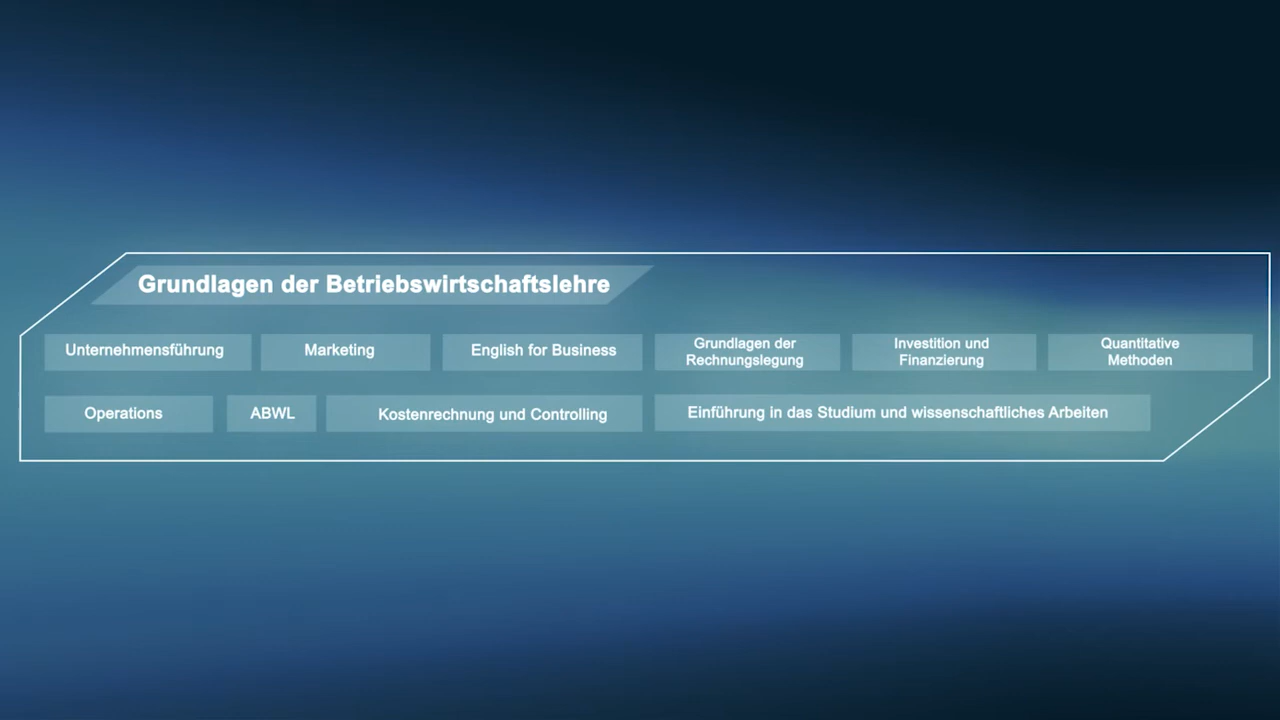 Grundlagen der Betriebswirtschaftslehre
Unternehmensführung
Marketing
English for Business
Grundlagen der
Rechnungslegung
Investition und
Finanzierung
Quantitative
Methoden
Operations
ABWL
Kostenrechnung und Controlling
Einführung in das Studium und wissenschaftliches Arbeiten